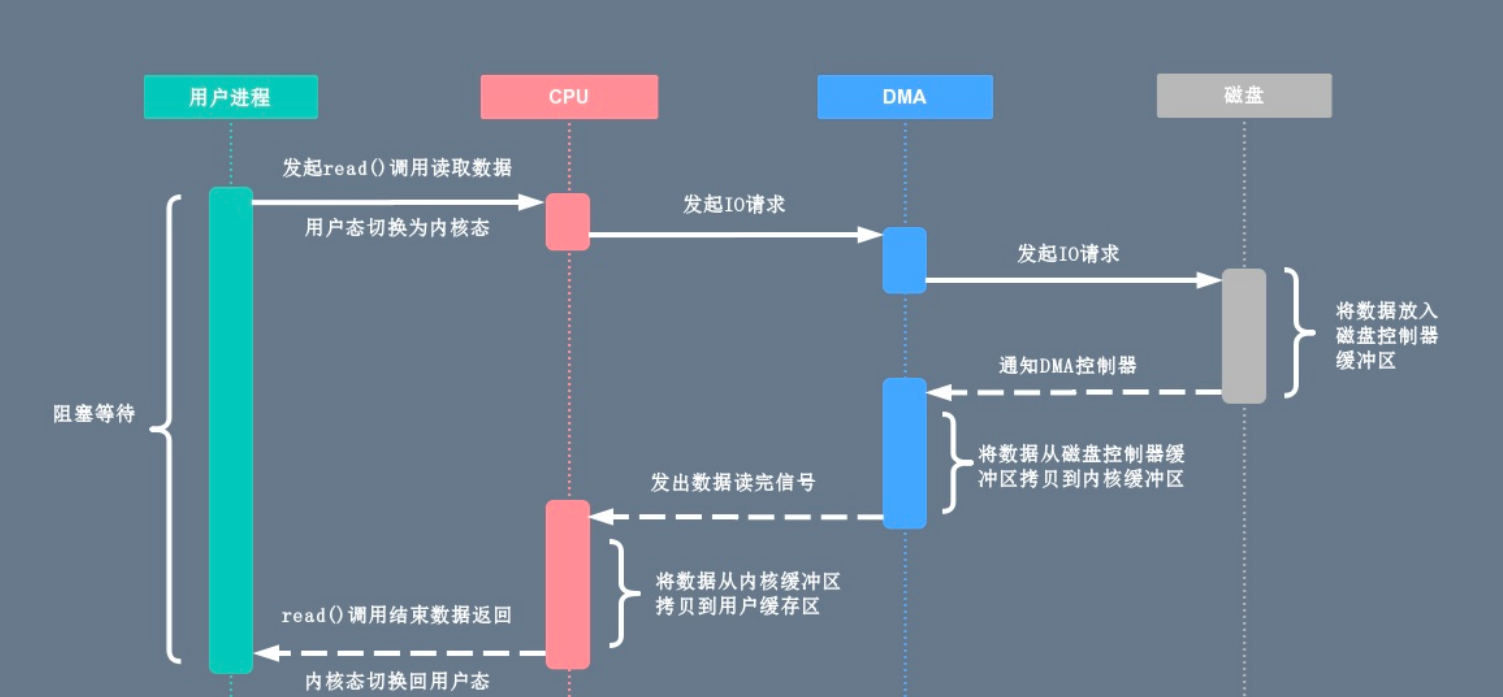 用户进程
CPU
DMA
磁盘
发起read()调用读取数据
用户态切换为内核态
发起IO请求
发起IO请求
将数据放入
磁盘控制器
缓冲区
通知DMA控制器
阻塞等待
将数据从磁盘控制器缓
冲区拷贝到内核缓冲区
发出数据读完信号
将数据从内核缓冲区
拷贝到用户缓存区
read()调用结束数据返回
内核态切换回用户态